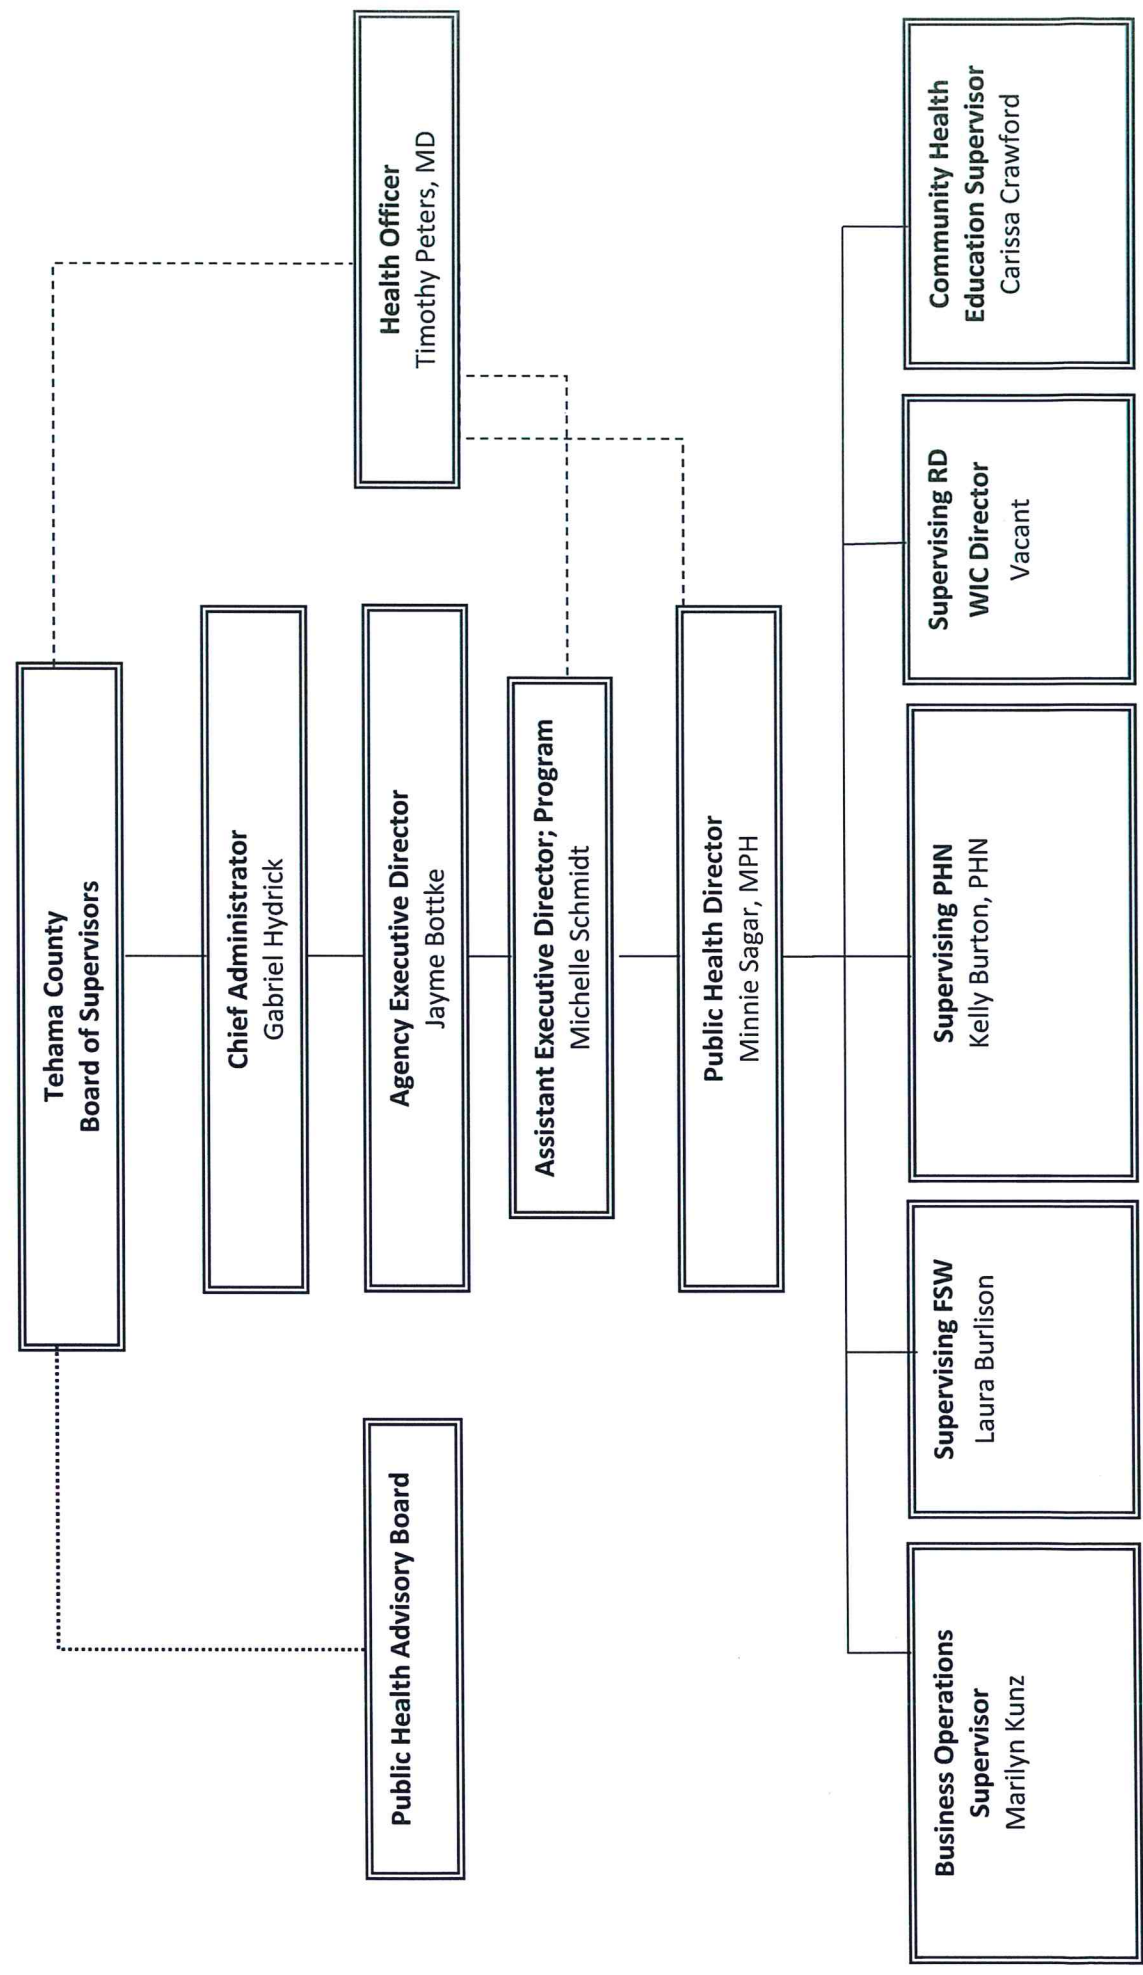 Tehama County
Board of Supervisors
Chief Administrator
Gabriel Hydrick
Public Health Advisory Board
Agency Executive Director
Jayme Bottke
Health Officer
Timothy Peters, MD
Assistant Executive Director; Program
Michelle Schmidt
Public Health Director
Minnie Sagar, MPH
Business Operations
Supervisor
Marilyn Kunz
Supervising FSW
Laura Burlison
Supervising PHN
Kelly Burton, PHN
Supervising RD
WIC Director
Vacant
Community Health
Education Supervisor
Carissa Crawford